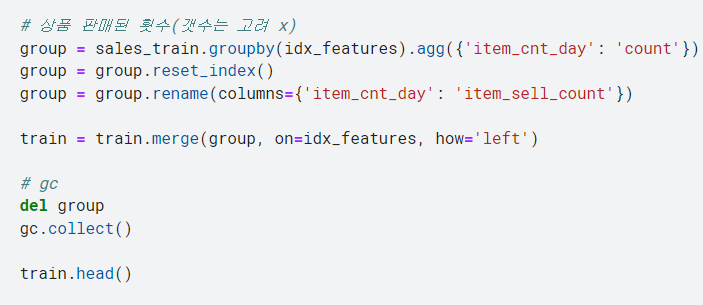 # 상품 판매된 횟수(갯수는 고려 x)
group = sales_train.groupby(idx_features).agg({'item_cnt_day': 'count'})
group = group.reset_index()
group = group.rename(columns={'item_cnt_day': 'item_sell_count'})
train = train.merge(group, on=idx_features, how='left')
# gc
del group
gc.collect()
train.head()